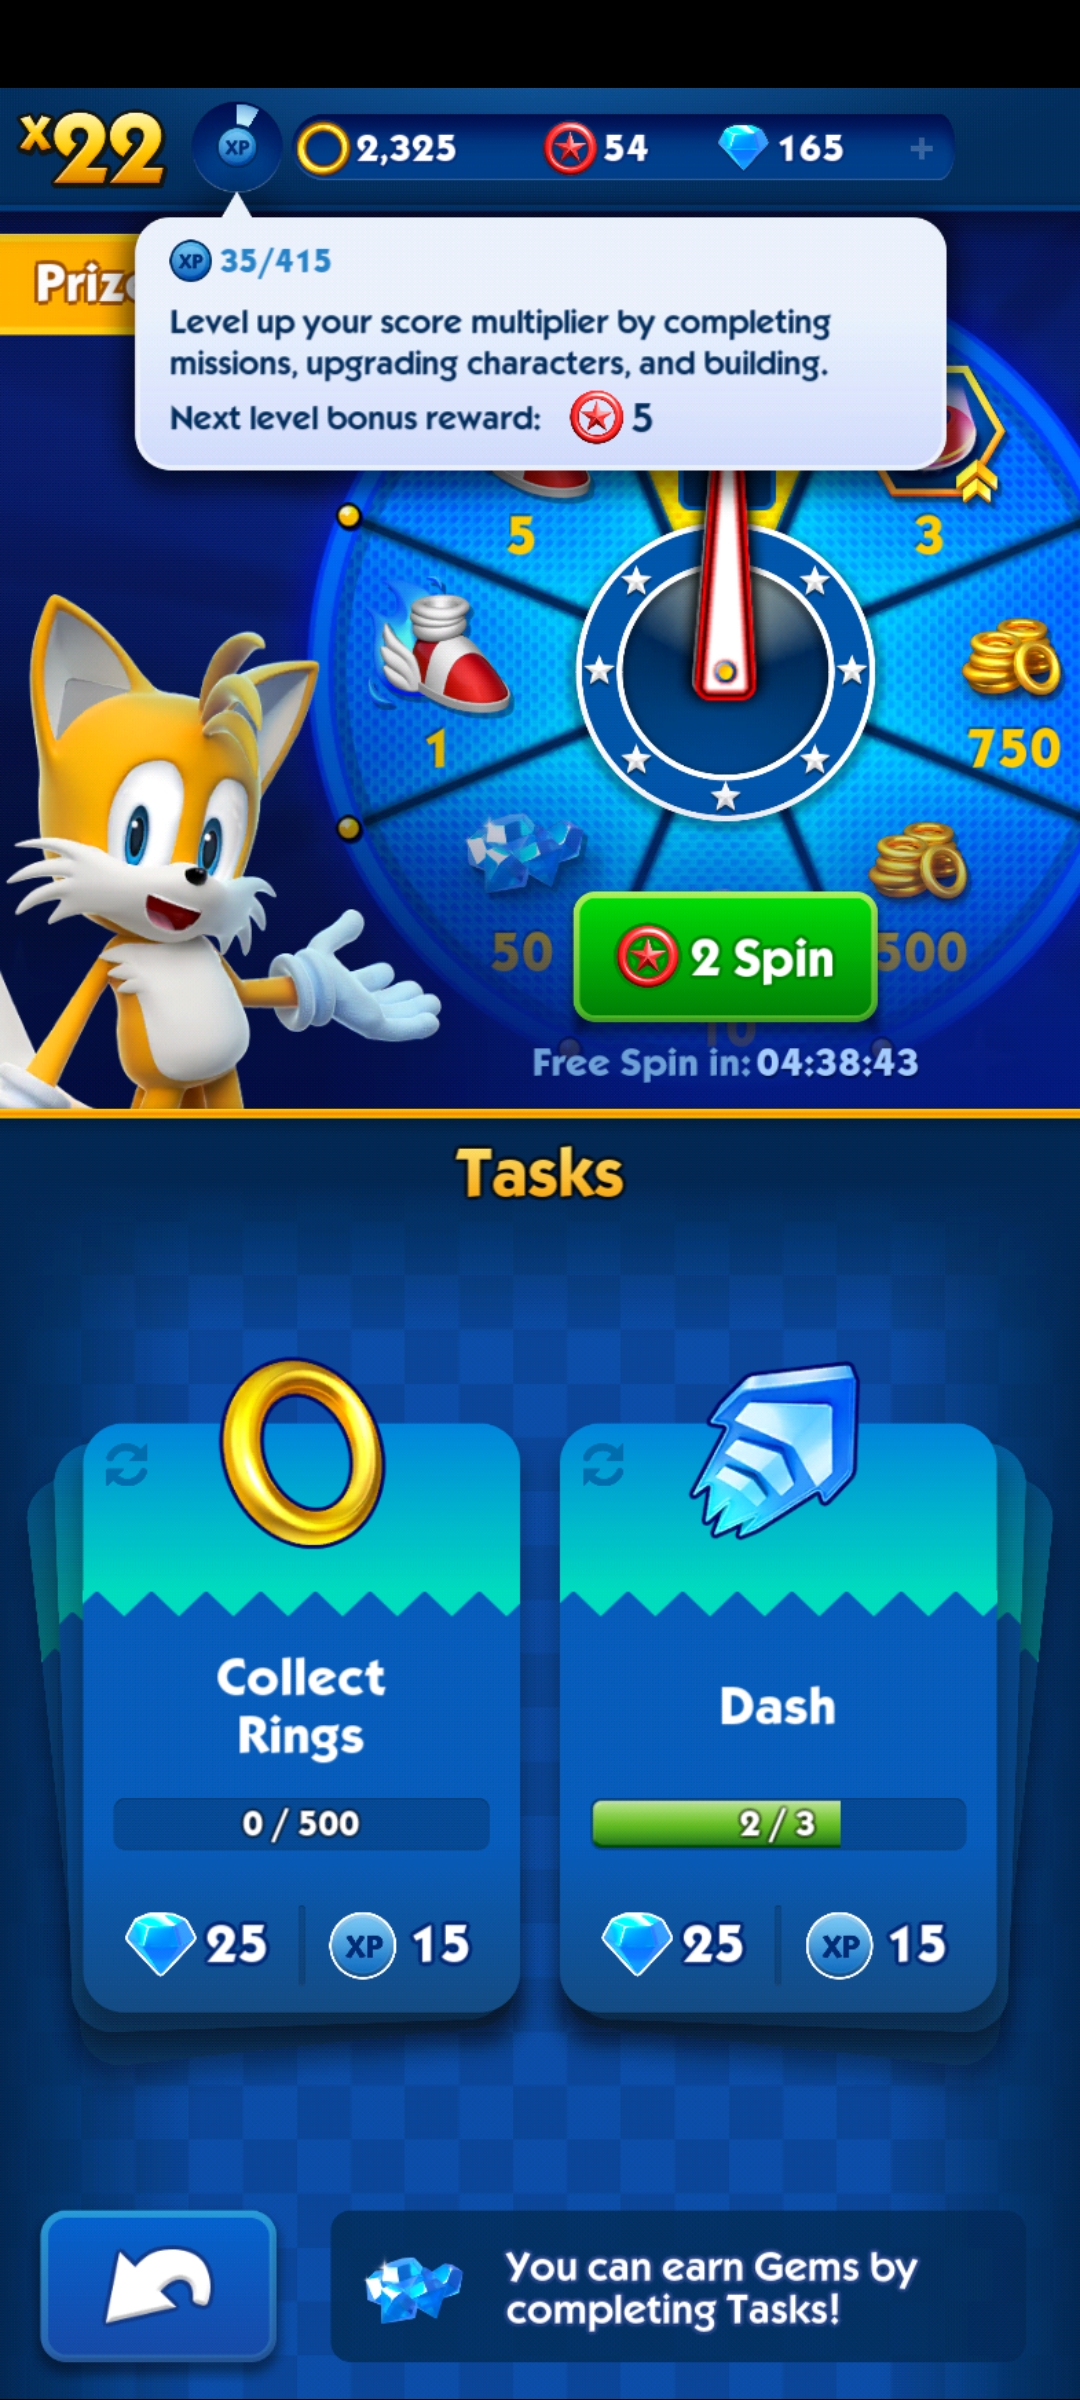 x22
XP
2,325
54
165
+
XP 35/415
Level up your score multiplier by completing
missions, upgrading characters, and building.
Next level bonus reward: 5
5
3
1
750
50
500
10
2 Spin
Free Spin in: 04:38:43
Tasks
Collect
Rings
0 / 500
25
XP 15
Dash
2 / 3
25
XP 15
You can earn Gems by
completing Tasks!